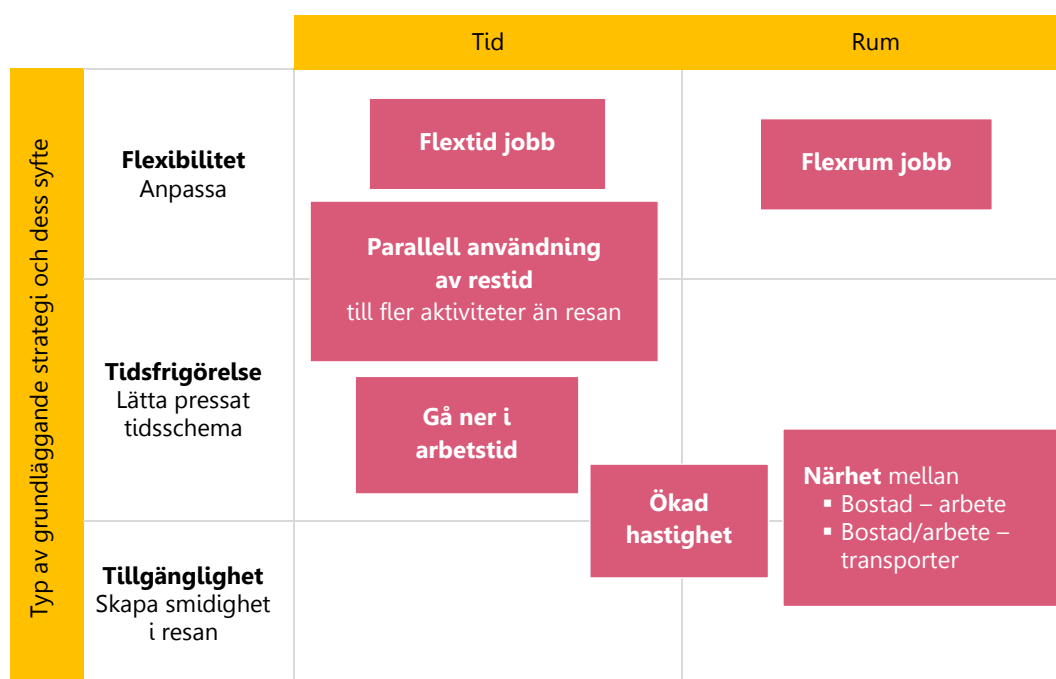 Tid
Rum
Typ av grundläggande strategi och dess syfte
Flexibilitet
Anpassa
Flextid jobb
Flexrum jobb
Parallell användning
av restid
till fler aktiviteter än resan
Tidsfrigörelse
Lätta pressat
tidsschema
Gå ner i
arbetstid
Ökad
hastighet
Närhet mellan
▪ Bostad – arbete
▪ Bostad/arbete –
transporter
Tillgänglighet
Skapa smidighet
i resan